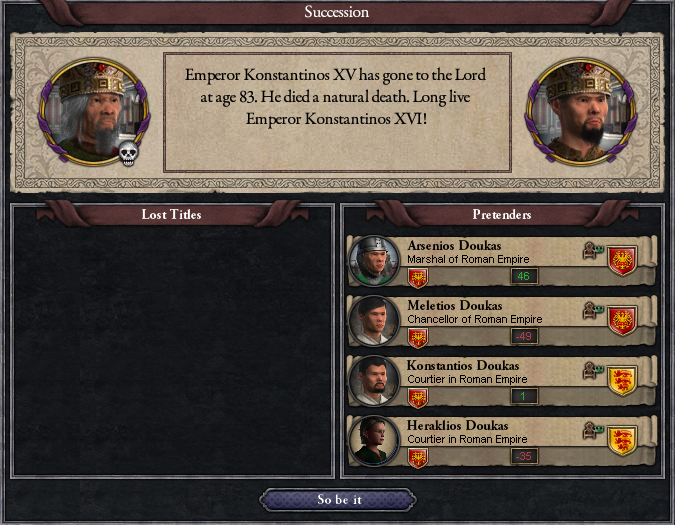 Succession
Emperor Konstantinos XV has gone to the Lord
at age 83. He died a natural death. Long live
Emperor Konstantinos XVI!
Lost Titles
Pretenders
Arsenios Doukas
Marshal of Roman Empire
46
Meletios Doukas
Chancellor of Roman Empire
-49
Konstantios Doukas
Courtier in Roman Empire
1
Heraklios Doukas
Courtier in Roman Empire
-35
So be it